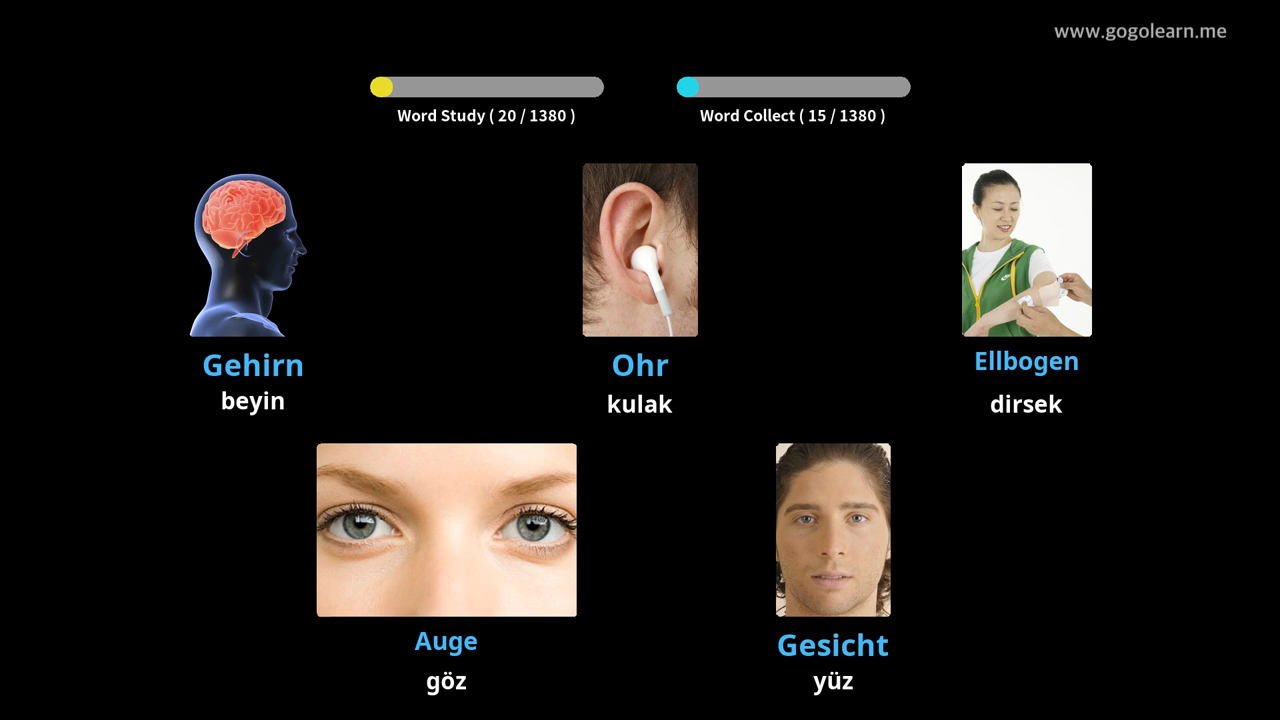 www.gogolearn.me
Word Study ( 20 / 1380 )
Word Collect ( 15 / 1380 )
Gehirn
beyin
Ohr
kulak
Ellbogen
dirsek
Auge
göz
Gesicht
yüz